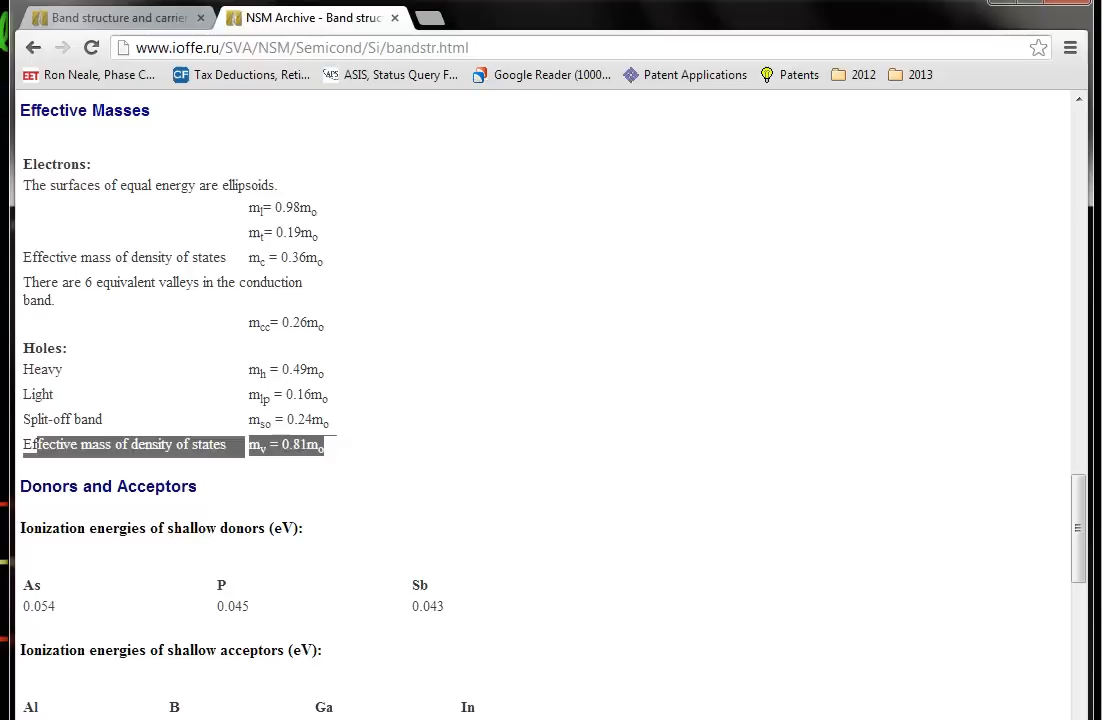 Band structure and carrier
NSM Archive - Band struc
www.ioffe.ru/SVA/NSM/Semicond/Si/bandstr.html
EET Ron Neale, Phase C... CF Tax Deductions, Reti... APS ASIS, Status Query F... Google Reader (1000... Patent Applications Patents 2012 2013
Effective Masses
Electrons:
The surfaces of equal energy are ellipsoids.
ml= 0.98mo
mt= 0.19mo
Effective mass of density of states mc = 0.36mo
There are 6 equivalent valleys in the conduction
band.
mcc= 0.26mo
Holes:
Heavy mh = 0.49mo
Light mlp = 0.16mo
Split-off band mso = 0.24mo
Effective mass of density of states mv = 0.81mo
Donors and Acceptors
Ionization energies of shallow donors (eV):
As P Sb
0.054 0.045 0.043
Ionization energies of shallow acceptors (eV):
Al B Ga In